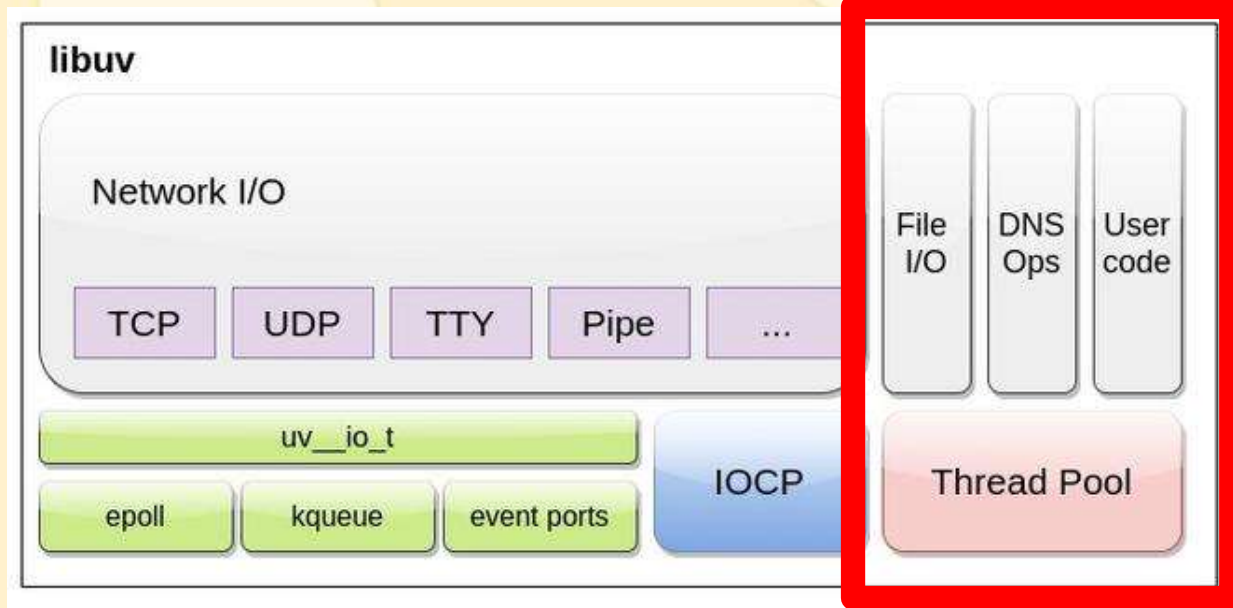 libuv
Network I/O
TCP
UDP
TTY
Pipe
...
File
I/O
DNS
Ops
User
code
uv__io_t
epoll
kqueue
event ports
IOCP
Thread Pool